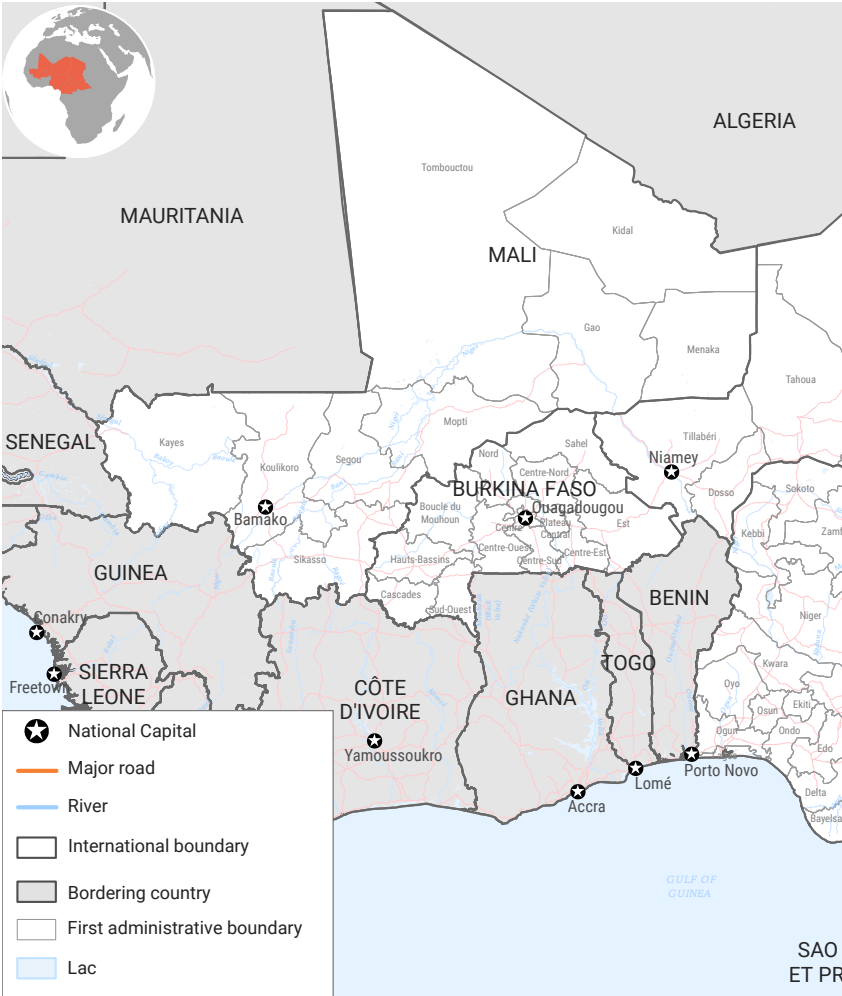 ALGERIA
Tombouctou
MAURITANIA
Kidal
MALI
Gao
Menaka
Tahoua
Niger
Senegal
Kayes
Mopti
Niger
SENEGAL
Koulikoro
Segou
Nord
Sahel
Tillabéri
Niamey
Centre-Nord
BURKINA FASO
Dosso
Sokoto
Bamako
Boucle du
Mouhoun
Ouagadougou
Centre
Plateau
Central
Est
Kebbi
Zamf
Sikasso
Hauts-Bassins
Centre-Ouest
Centre-Sud
Centre-Est
GUINEA
Cascades
Sud-Ouest
BENIN
Niger
Conakry
SIERRA
LEONE
Freetown
TOGO
Kwara
CÔTE
D'IVOIRE
GHANA
Oyo
Osun
Ekiti
Ogun
Ondo
Edo
Yamoussoukro
Accra
Lomé
Porto Novo
Delta
Bayelsa
National Capital
Major road
River
International boundary
Bordering country
First administrative boundary
Lac
GULF OF
GUINEA
SAO
ET PR